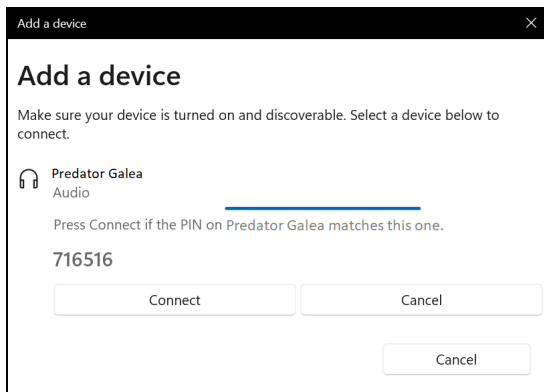 Add a device
Add a device
Make sure your device is turned on and discoverable. Select a device below to
connect.
Predator Galea
Audio
Press Connect if the PIN on Predator Galea matches this one.
716516
Connect
Cancel
Cancel